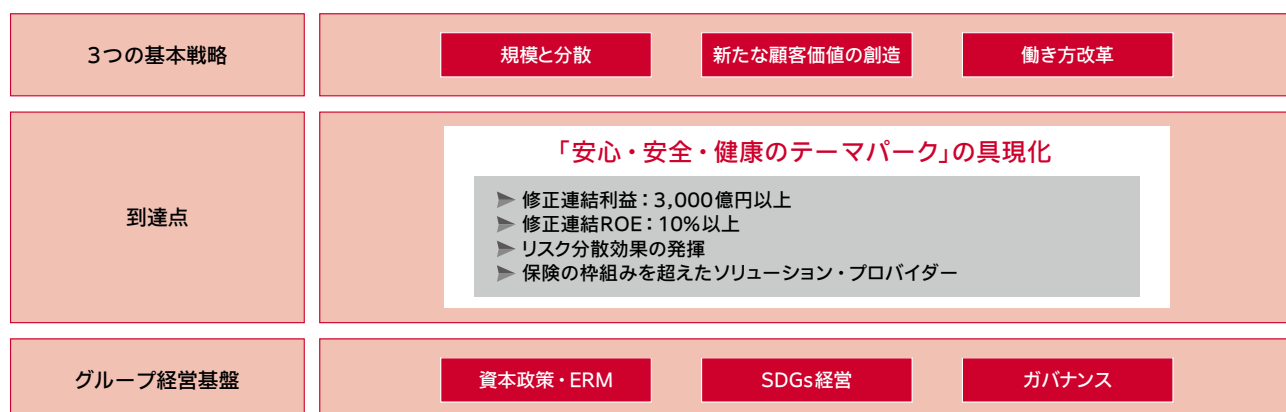 3つの基本戦略
規模と分散
新たな顧客価値の創造
働き方改革
到達点
「安心・安全・健康のテーマパーク」の具現化
▶ 修正連結利益：3,000億円以上
▶ 修正連結ROE：10%以上
▶ リスク分散効果の発揮
▶ 保険の枠組みを超えたソリューション・プロバイダー
グループ経営基盤
資本政策・ERM
SDGs経営
ガバナンス